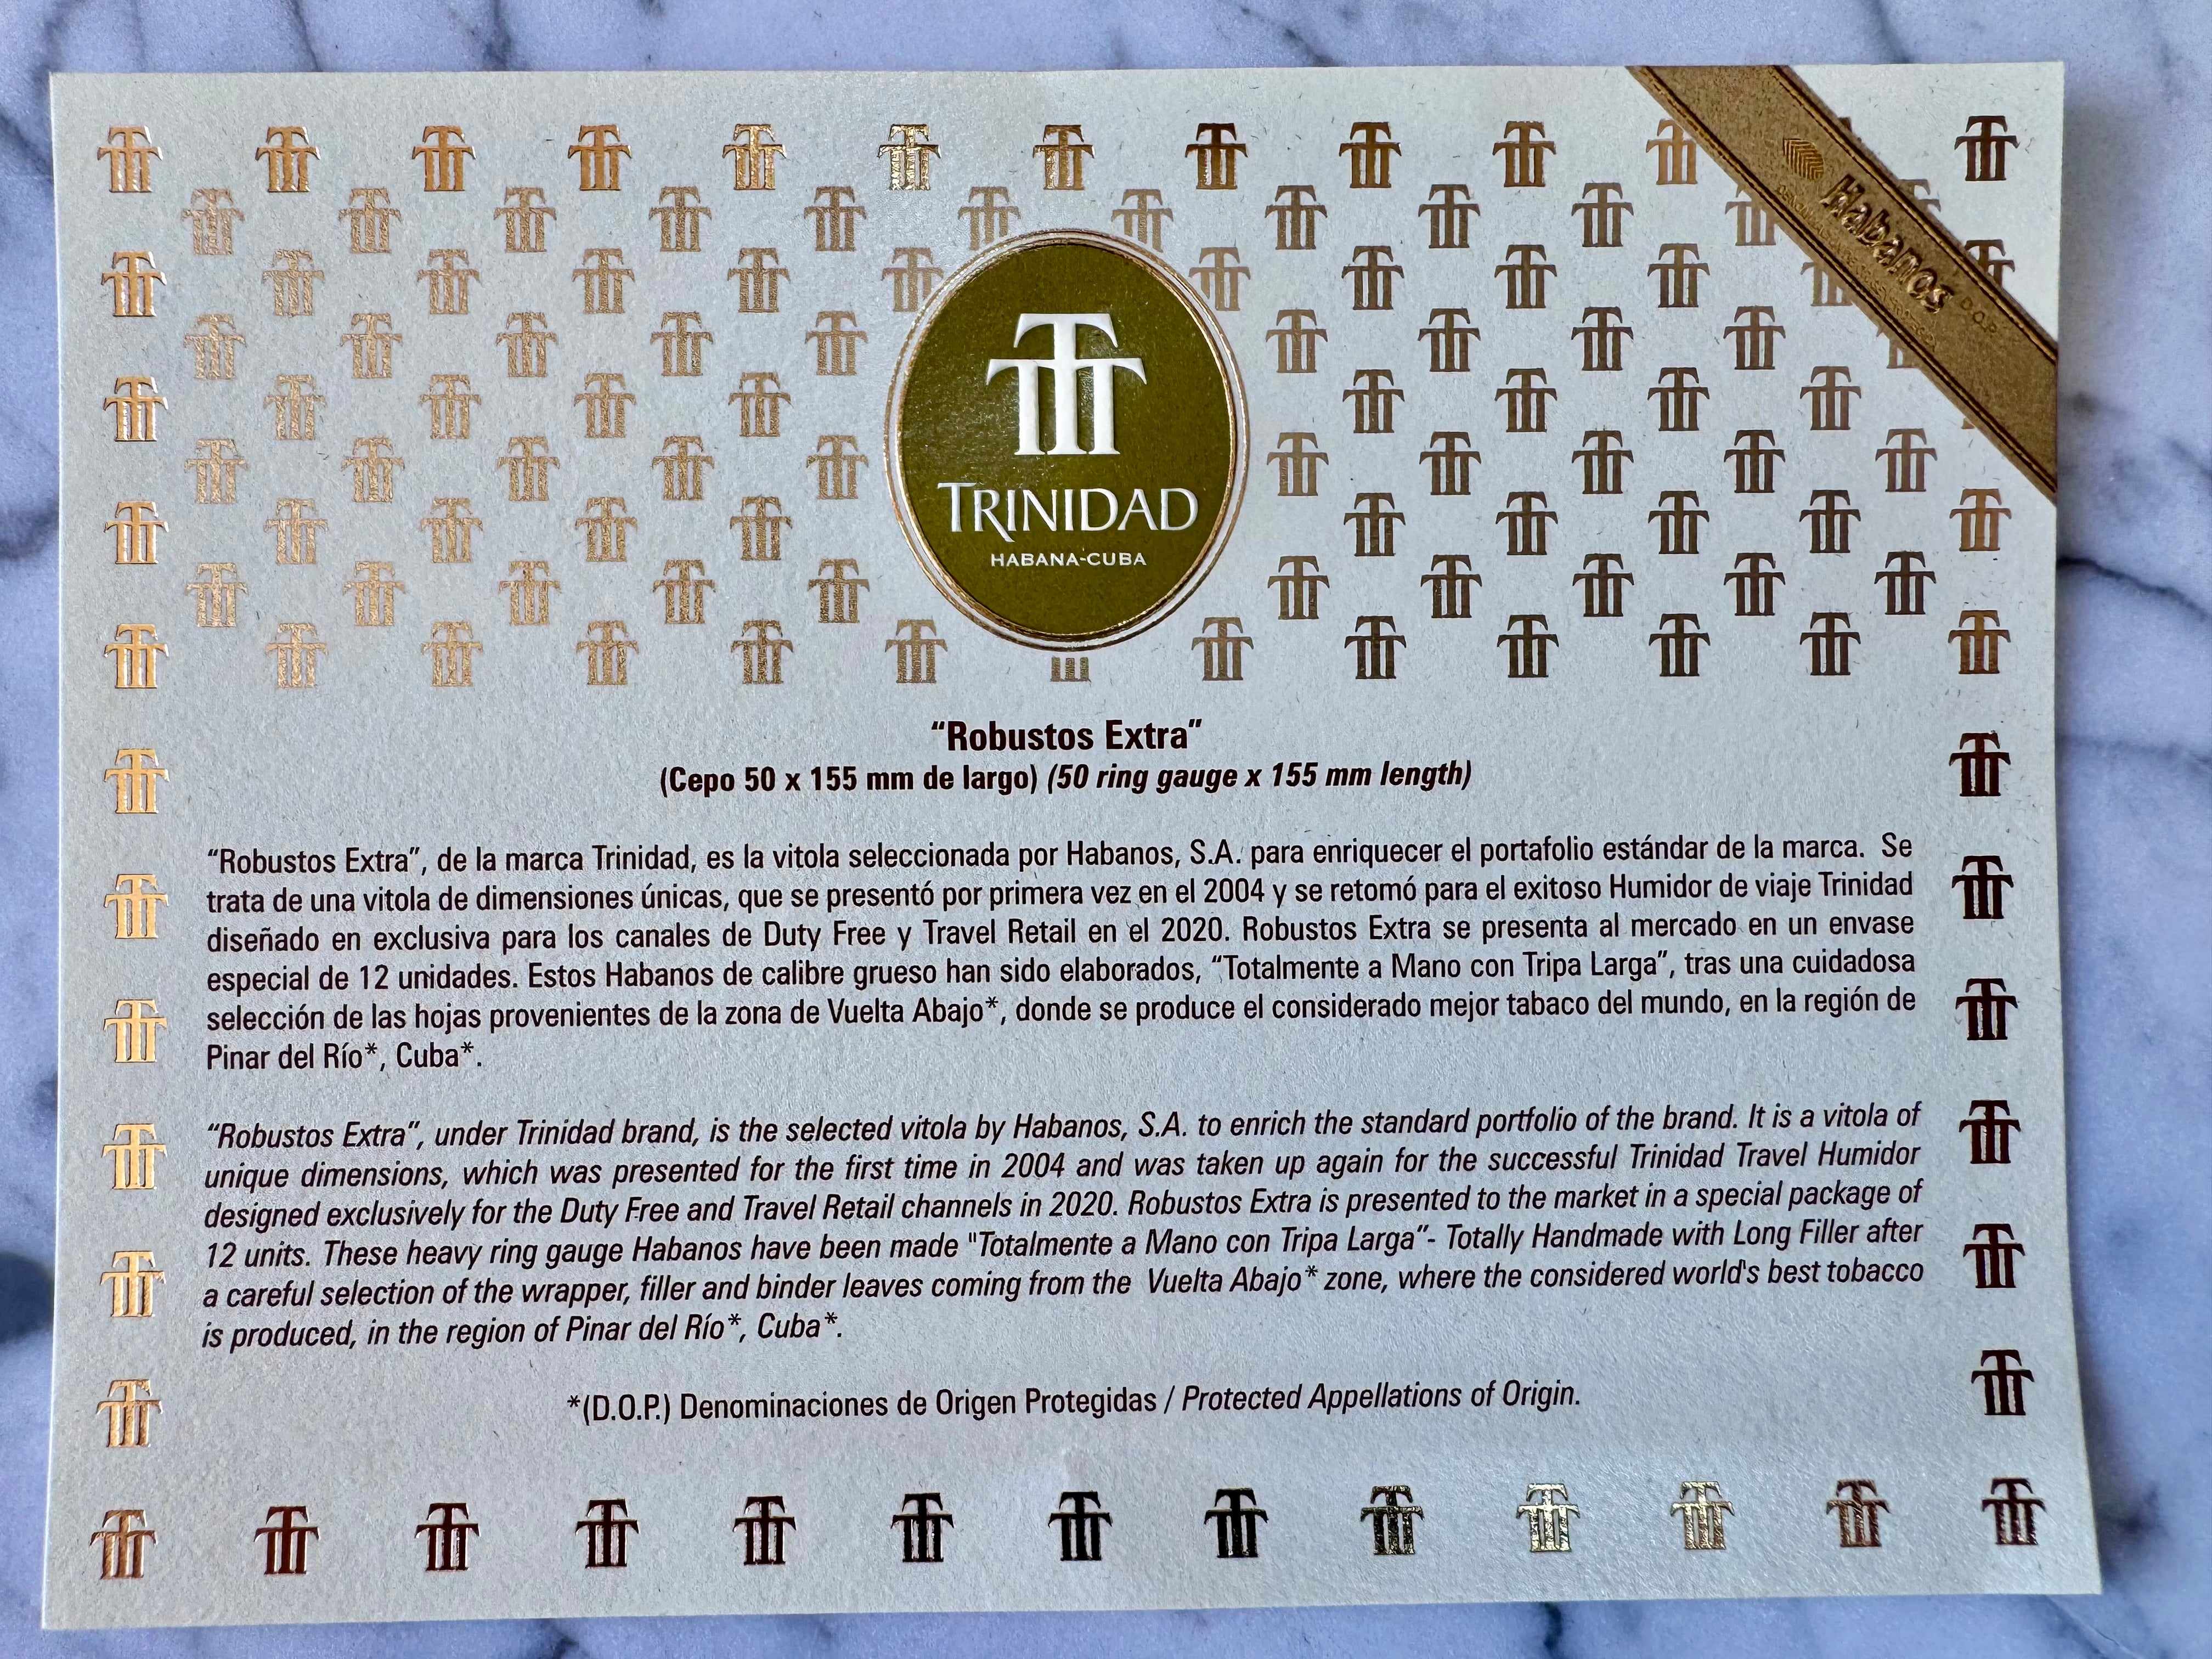 Habanos D.O.P.
TRINIDAD
HABANA-CUBA
“Robustos Extra”
(Cepo 50 x 155 mm de largo) (50 ring gauge x 155 mm length)
“Robustos Extra”, de la marca Trinidad, es la vitola seleccionada por Habanos, S.A. para enriquecer el portafolio estándar de la marca. Se
trata de una vitola de dimensiones únicas, que se presentó por primera vez en el 2004 y se retomó para el exitoso Humidor de viaje Trinidad
diseñado en exclusiva para los canales de Duty Free y Travel Retail en el 2020. Robustos Extra se presenta al mercado en un envase
especial de 12 unidades. Estos Habanos de calibre grueso han sido elaborados, “Totalmente a Mano con Tripa Larga”, tras una cuidadosa
selección de las hojas provenientes de la zona de Vuelta Abajo*, donde se produce el considerado mejor tabaco del mundo, en la región de
Pinar del Río*, Cuba*.
“Robustos Extra”, under Trinidad brand, is the selected vitola by Habanos, S.A. to enrich the standard portfolio of the brand. It is a vitola of
unique dimensions, which was presented for the first time in 2004 and was taken up again for the successful Trinidad Travel Humidor
designed exclusively for the Duty Free and Travel Retail channels in 2020. Robustos Extra is presented to the market in a special package of
12 units. These heavy ring gauge Habanos have been made "Totalmente a Mano con Tripa Larga”- Totally Handmade with Long Filler after
a careful selection of the wrapper, filler and binder leaves coming from the Vuelta Abajo* zone, where the considered world's best tobacco
is produced, in the region of Pinar del Río*, Cuba*.
*(D.O.P.) Denominaciones de Origen Protegidas / Protected Appellations of Origin.